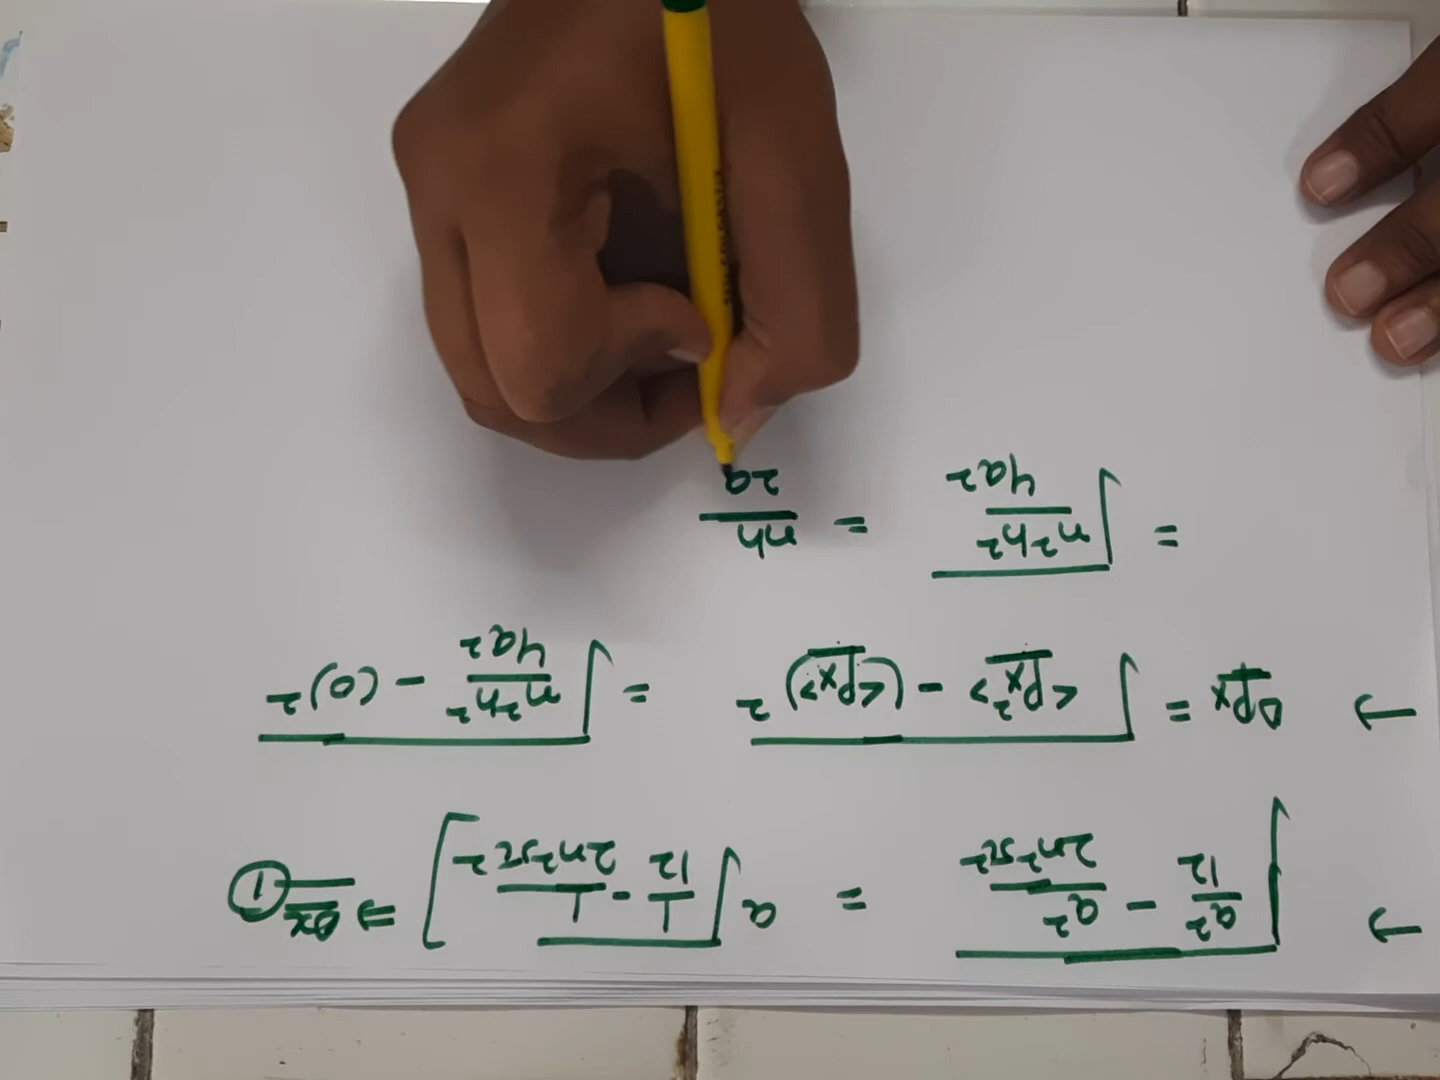 → √(a²/12 - a²/2n²π²) = a√(1/12 - 1/2n²π²) ] ⇒ Δx ①
→ Δpx = √(<px²> - (<px>)²) = √(n²h²/4a² - (0)²)
= √(n²h²/4a²) = nh/2a